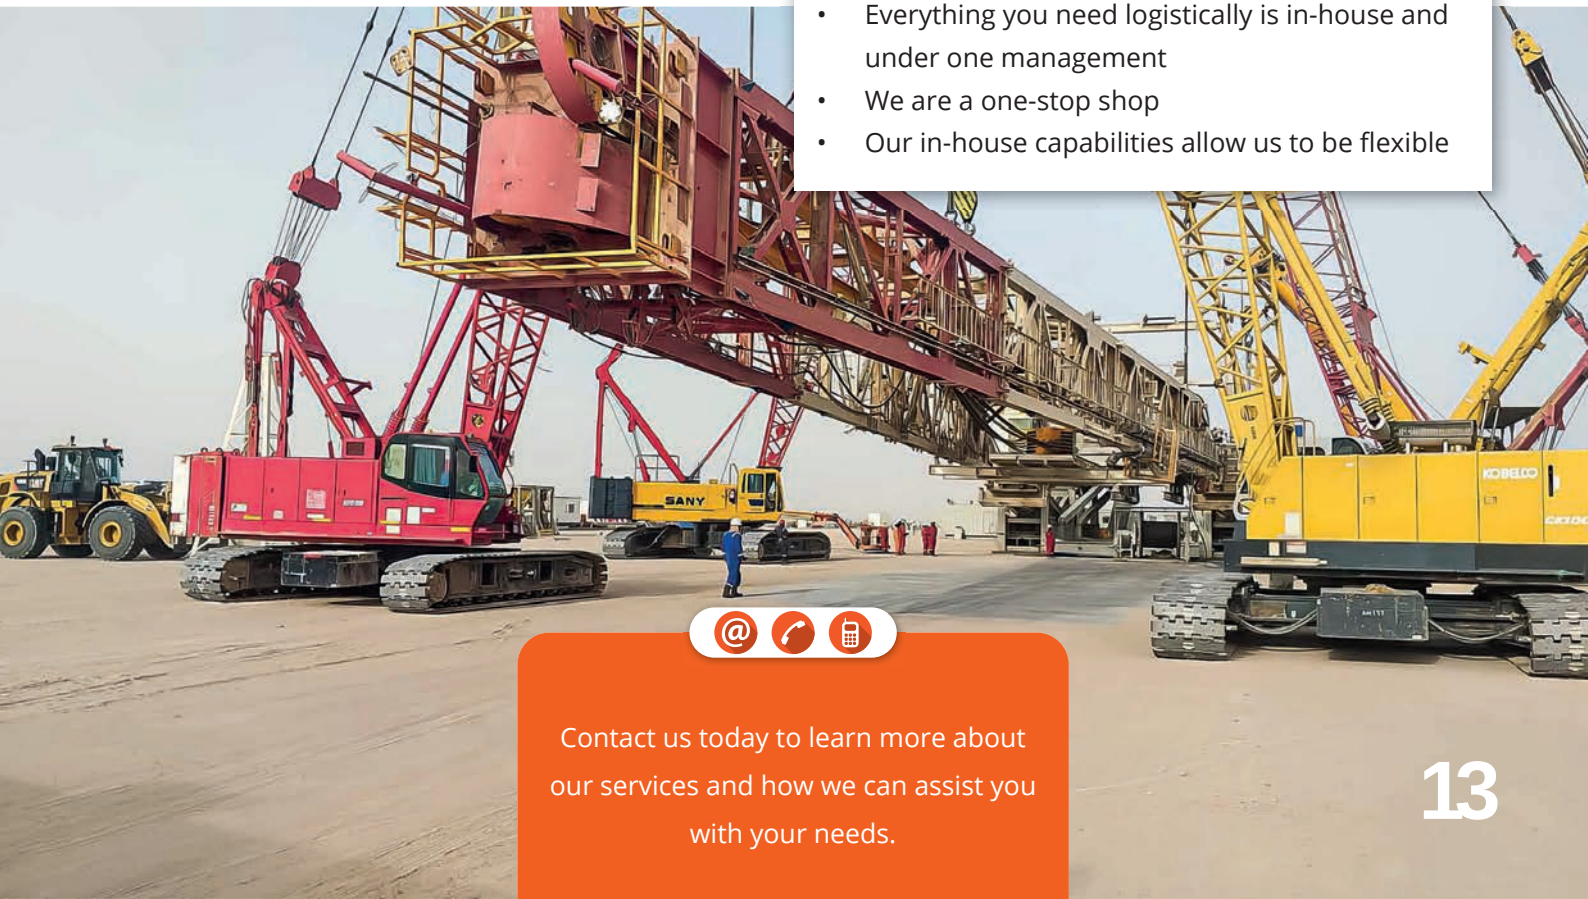 • Everything you need logistically is in-house and
under one management
• We are a one-stop shop
• Our in-house capabilities allow us to be flexible
SANY
KOBELCO
@
Contact us today to learn more about
our services and how we can assist you
with your needs.
13